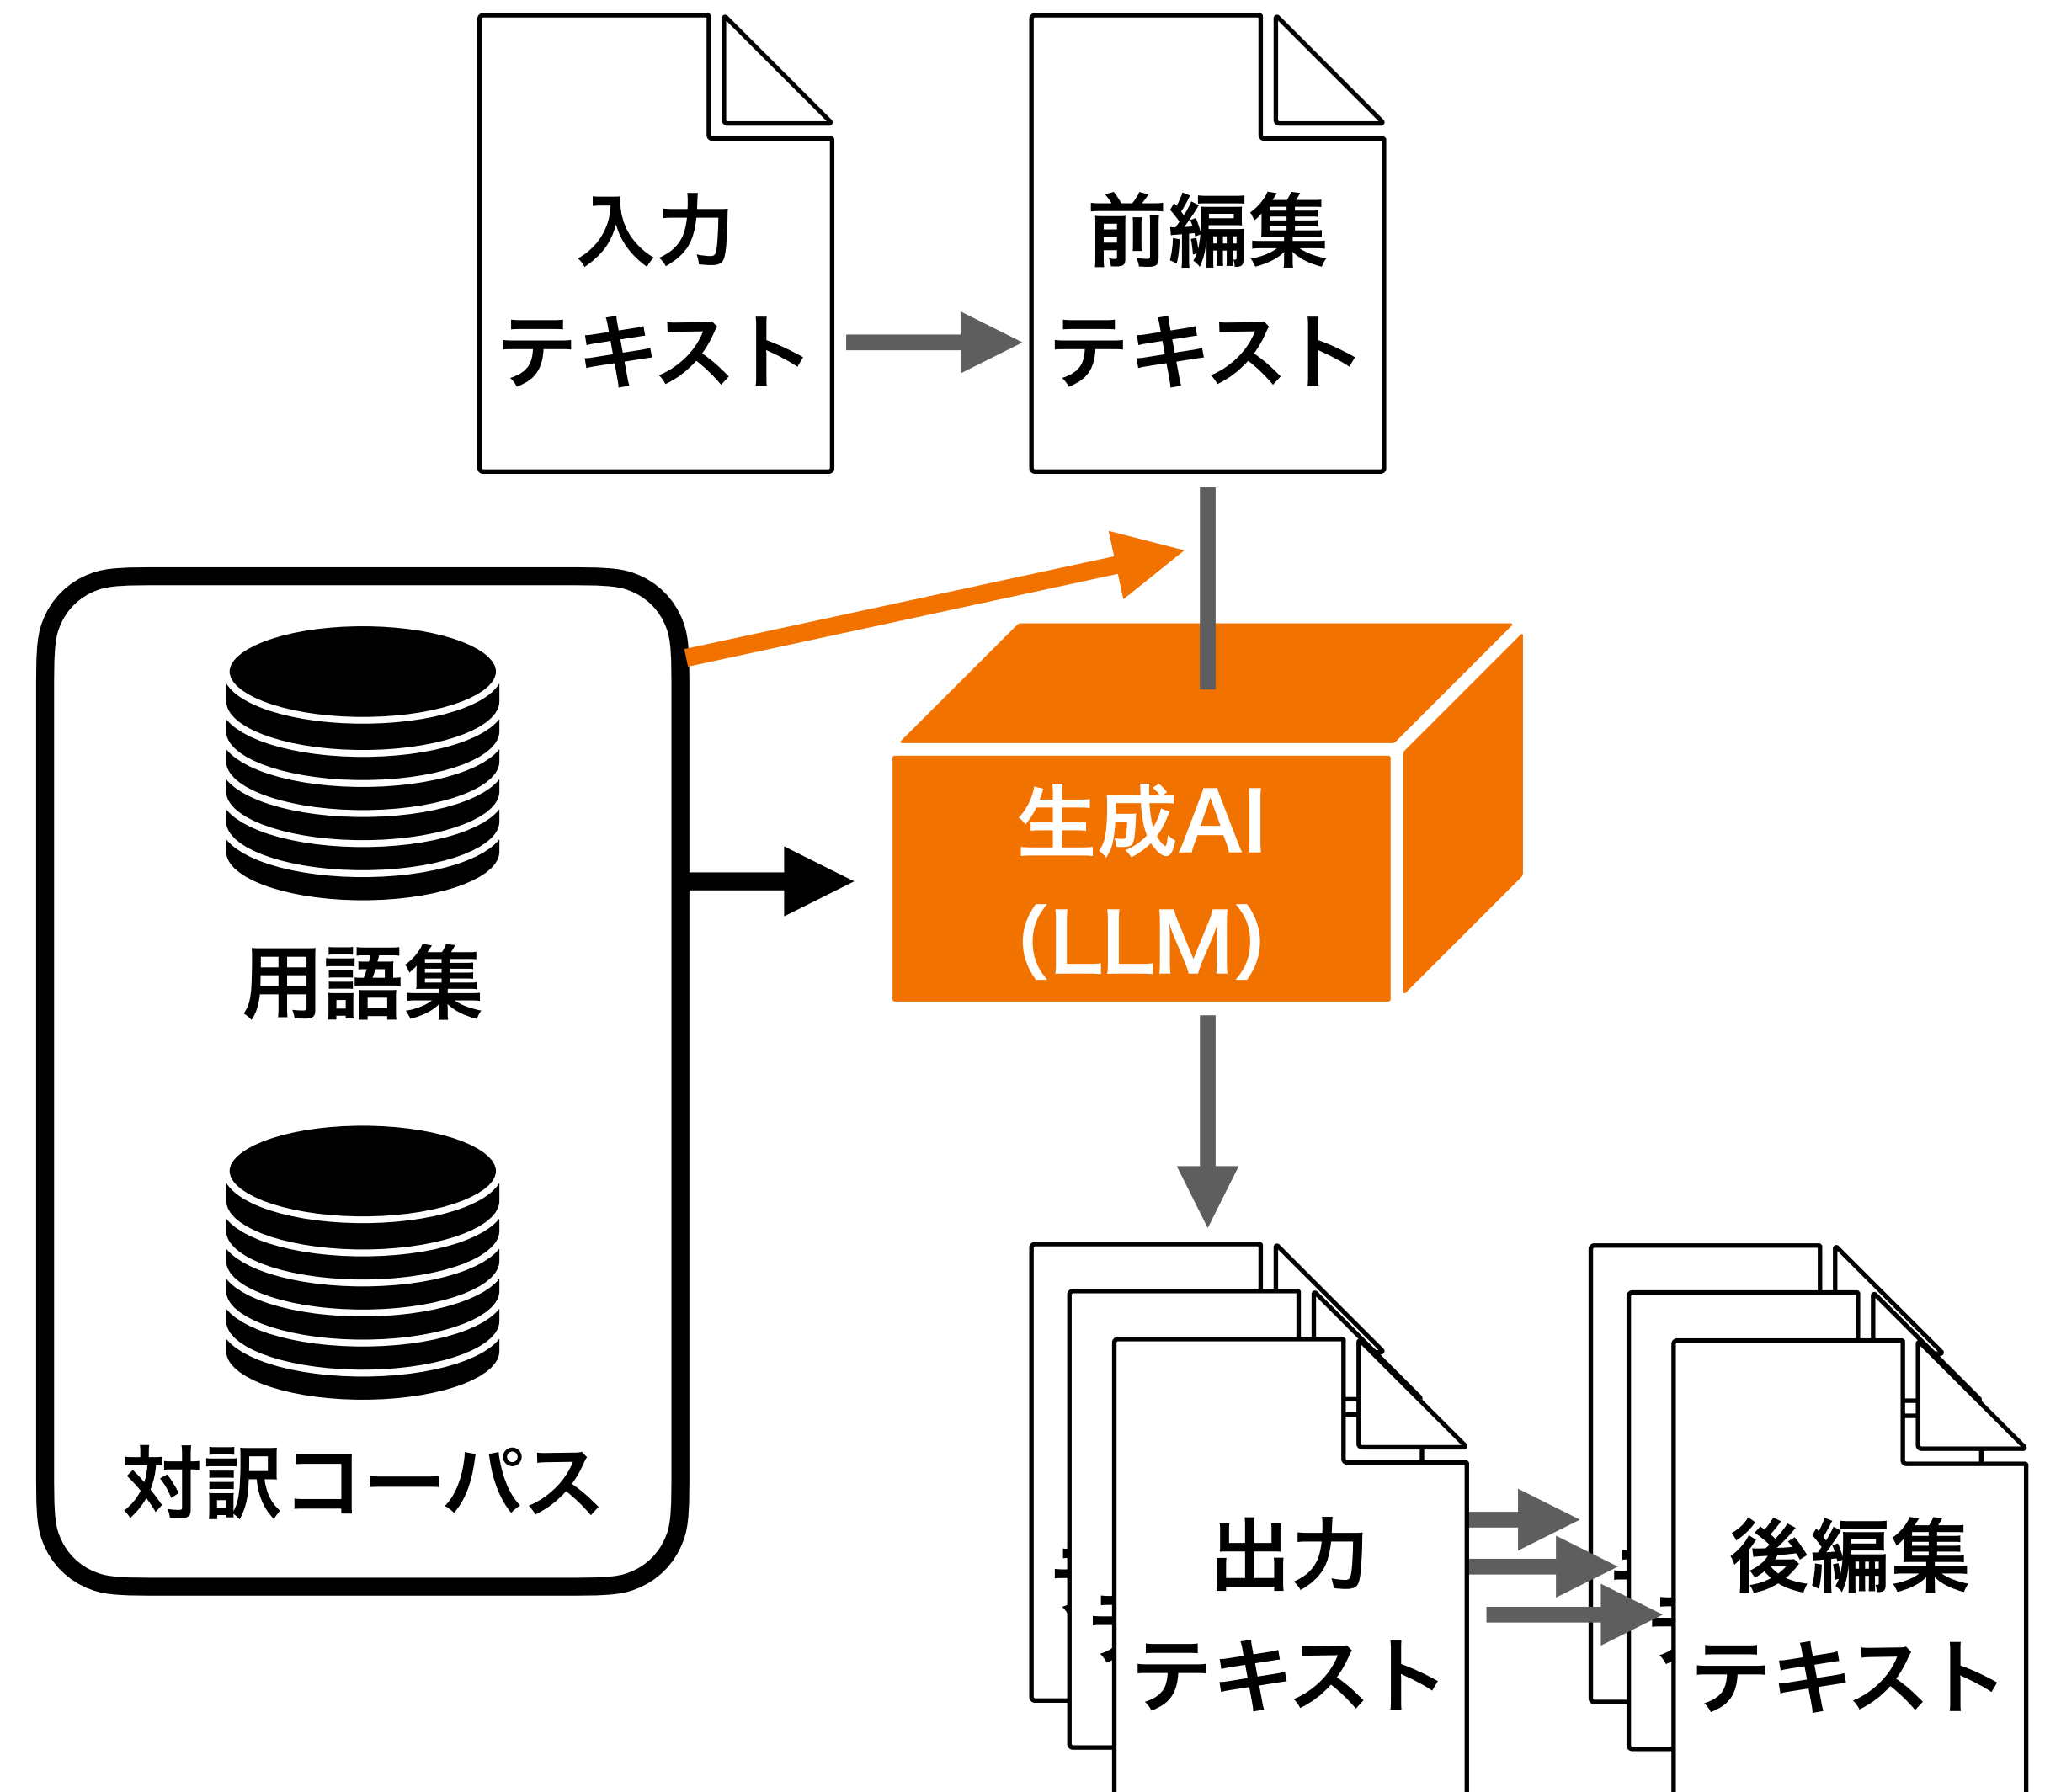 入力
テキスト
前編集
テキスト
生成AI
(LLM)
用語集
対訳コーパス
出力
テキスト
後編集
テキスト